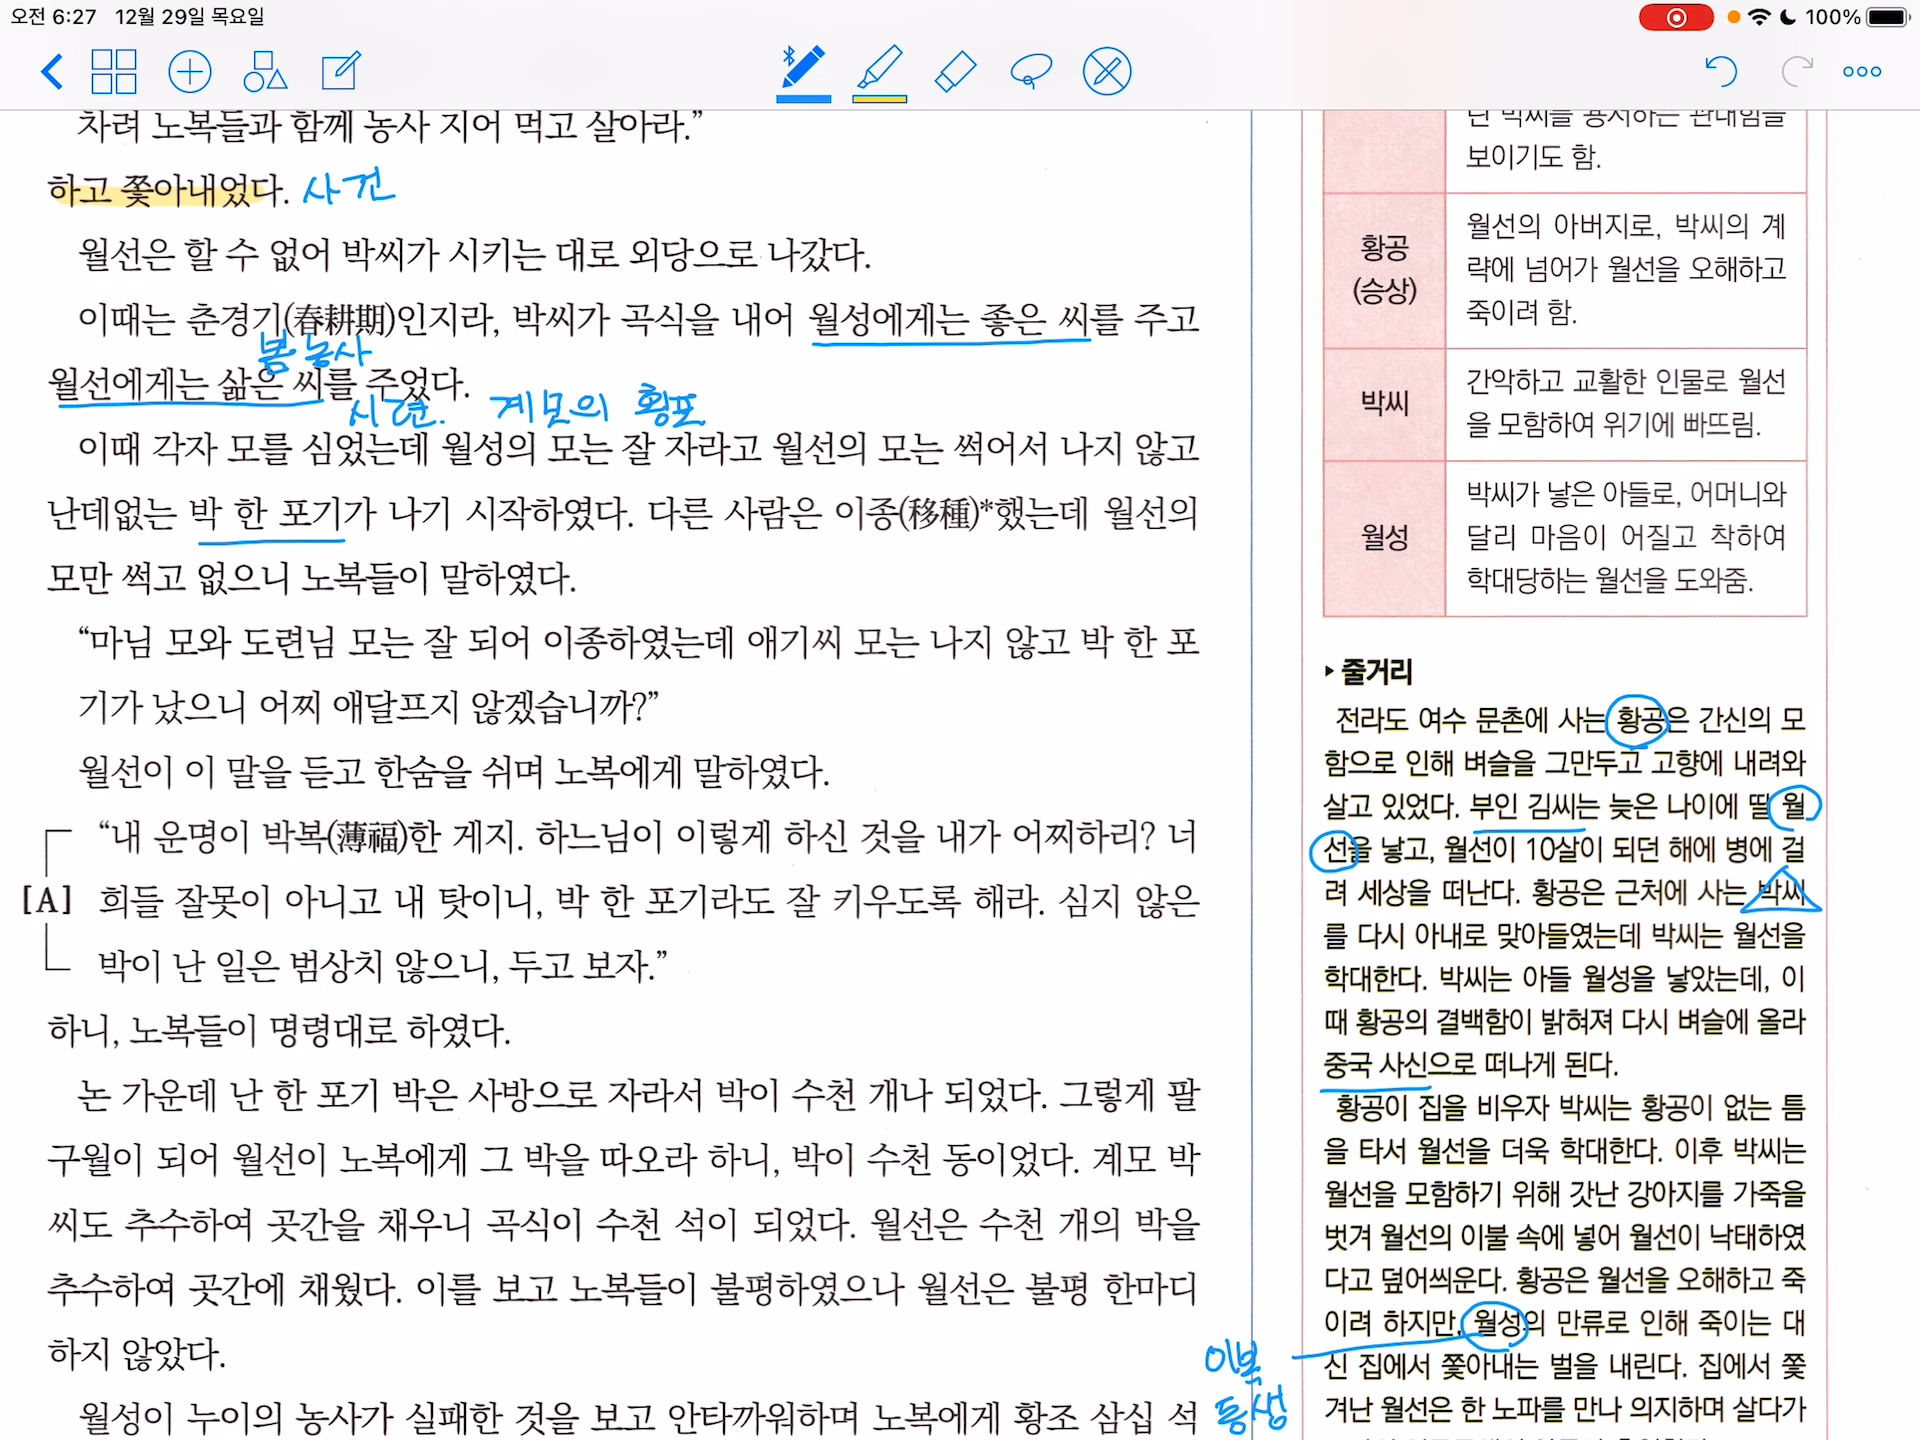 오전 6:27 12월 29일 목요일
100%
차려 노복들과 함께 농사 지어 먹고 살아라.”
하고 쫓아내었다. 사건
월선은 할 수 없어 박씨가 시키는 대로 외당으로 나갔다.
이때는 춘경기(春耕期)인지라, 박씨가 곡식을 내어 월성에게는 좋은 씨를 주고
봄농사
월선에게는 삶은 씨를 주었다.
시련. 계모의 횡포
이때 각자 모를 심었는데 월성의 모는 잘 자라고 월선의 모는 썩어서 나지 않고
난데없는 박 한 포기가 나기 시작하였다. 다른 사람은 이종(移種)*했는데 월선의
모만 썩고 없으니 노복들이 말하였다.
“마님 모와 도련님 모는 잘 되어 이종하였는데 애기씨 모는 나지 않고 박 한 포
기가 났으니 어찌 애달프지 않겠습니까?”
월선이 이 말을 듣고 한숨을 쉬며 노복에게 말하였다.
“내 운명이 박복(薄福)한 게지. 하느님이 이렇게 하신 것을 내가 어찌하리? 너
[A] 희들 잘못이 아니고 내 탓이니, 박 한 포기라도 잘 키우도록 해라. 심지 않은
박이 난 일은 범상치 않으니, 두고 보자.”
하니, 노복들이 명령대로 하였다.
논 가운데 난 한 포기 박은 사방으로 자라서 박이 수천 개나 되었다. 그렇게 팔
구월이 되어 월선이 노복에게 그 박을 따오라 하니, 박이 수천 동이었다. 계모 박
씨도 추수하여 곳간을 채우니 곡식이 수천 석이 되었다. 월선은 수천 개의 박을
추수하여 곳간에 채웠다. 이를 보고 노복들이 불평하였으나 월선은 불평 한마디
하지 않았다.
월성이 누이의 농사가 실패한 것을 보고 안타까워하며 노복에게 황조 삼십 석
이복
동생
난 박씨를 용서하는 관대함을
보이기도 함.
황공
(승상)
월선의 아버지로, 박씨의 계
략에 넘어가 월선을 오해하고
죽이려 함.
박씨
간악하고 교활한 인물로 월선
을 모함하여 위기에 빠뜨림.
월성
박씨가 낳은 아들로, 어머니와
달리 마음이 어질고 착하여
학대당하는 월선을 도와줌.
▸ 줄거리
전라도 여수 문촌에 사는 황공은 간신의 모
함으로 인해 벼슬을 그만두고 고향에 내려와
살고 있었다. 부인 김씨는 늦은 나이에 딸 월
선을 낳고, 월선이 10살이 되던 해에 병에 걸
려 세상을 떠난다. 황공은 근처에 사는 박씨
를 다시 아내로 맞아들였는데 박씨는 월선을
학대한다. 박씨는 아들 월성을 낳았는데, 이
때 황공의 결백함이 밝혀져 다시 벼슬에 올라
중국 사신으로 떠나게 된다.
황공이 집을 비우자 박씨는 황공이 없는 틈
을 타서 월선을 더욱 학대한다. 이후 박씨는
월선을 모함하기 위해 갓난 강아지를 가죽을
벗겨 월선의 이불 속에 넣어 월선이 낙태하였
다고 덮어씌운다. 황공은 월선을 오해하고 죽
이려 하지만, 월성의 만류로 인해 죽이는 대
신 집에서 쫓아내는 벌을 내린다. 집에서 쫓
겨난 월선은 한 노파를 만나 의지하며 살다가